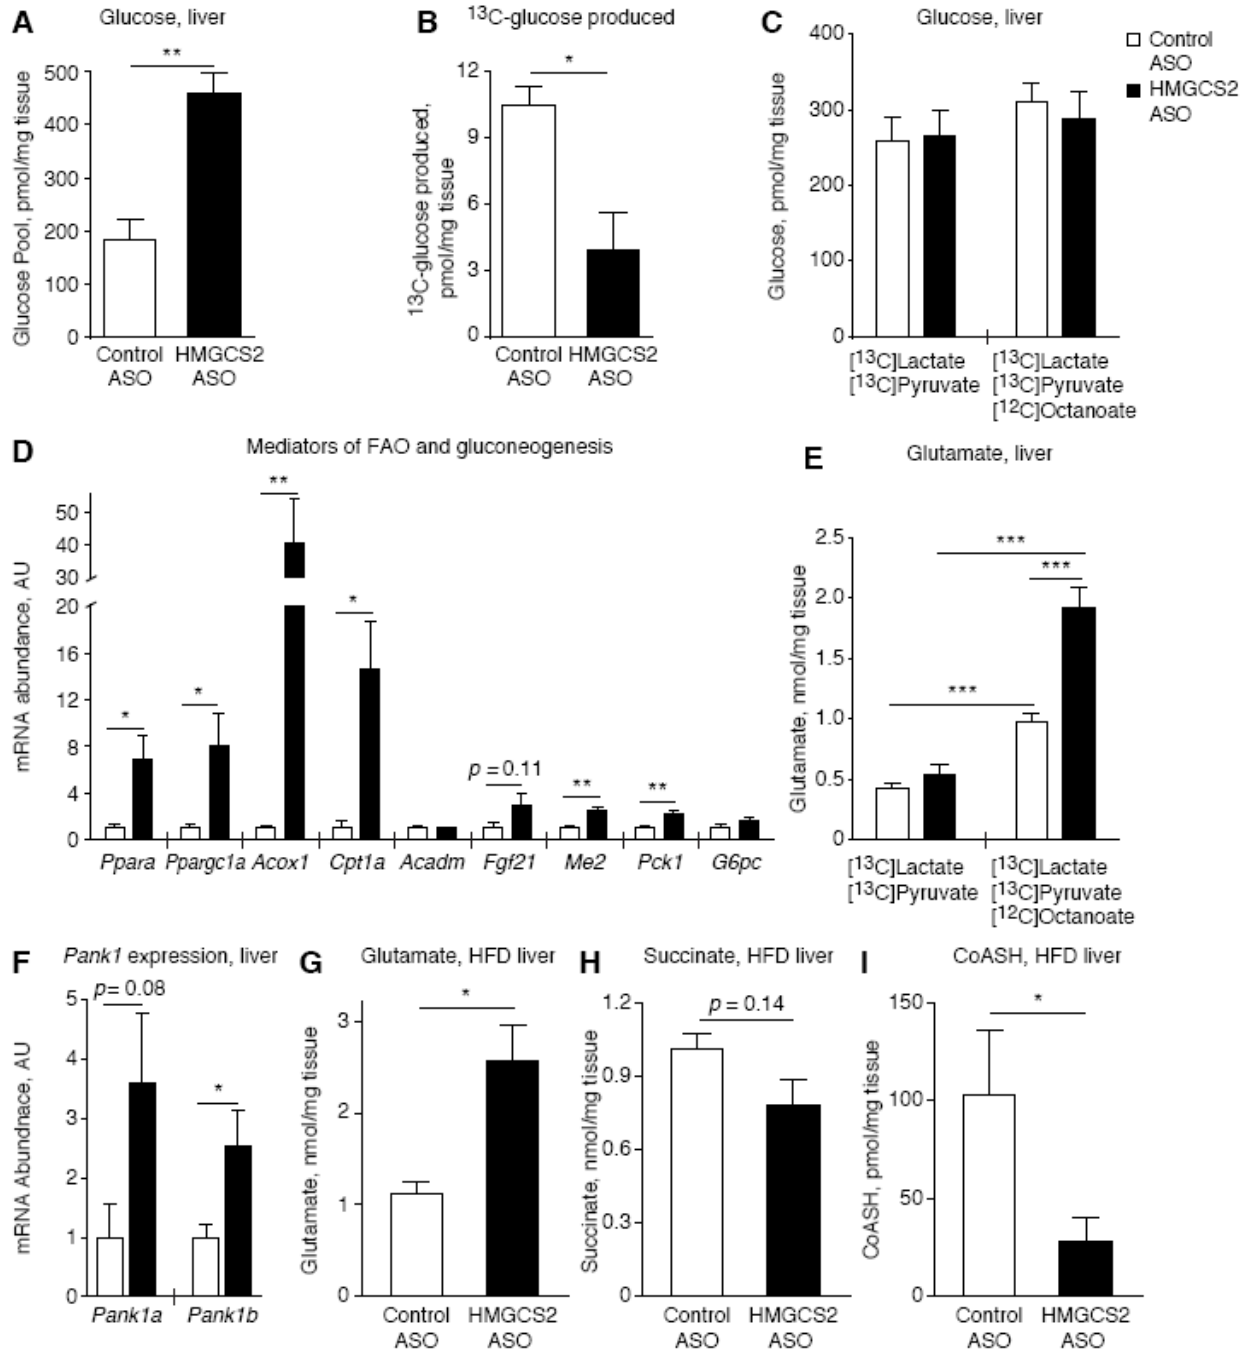 A
Glucose, liver
**
Glucose Pool, pmol/mg tissue
500
400
300
200
100
0
Control
ASO
HMGCS2
ASO
B
13C-glucose produced
*
13C-glucose produced,
pmol/mg tissue
12
9
6
3
0
Control
ASO
HMGCS2
ASO
C
Glucose, liver
Glucose, pmol/mg tissue
400
300
200
100
0
[13C]Lactate
[13C]Pyruvate
[13C]Lactate
[13C]Pyruvate
[12C]Octanoate
Control
ASO
HMGCS2
ASO
D
Mediators of FAO and gluconeogenesis
mRNA abundance, AU
50
40
30
20
16
12
8
4
0
*
*
**
*
p = 0.11
**
**
Ppara
Ppargc1a
Acox1
Cpt1a
Acadm
Fgf21
Me2
Pck1
G6pc
E
Glutamate, liver
Glutamate, nmol/mg tissue
2.5
2.0
1.5
1.0
0.5
0
***
***
***
[13C]Lactate
[13C]Pyruvate
[13C]Lactate
[13C]Pyruvate
[12C]Octanoate
F
Pank1 expression, liver
mRNA Abundnace, AU
5
4
3
2
1
0
p= 0.08
*
Pank1a
Pank1b
G
Glutamate, HFD liver
Glutamate, nmol/mg tissue
3
2
1
0
*
Control
ASO
HMGCS2
ASO
H
Succinate, HFD liver
Succinate, nmol/mg tissue
1.2
0.9
0.6
0.3
0
p = 0.14
Control
ASO
HMGCS2
ASO
I
CoASH, HFD liver
CoASH, pmol/mg tissue
150
100
50
0
*
Control
ASO
HMGCS2
ASO